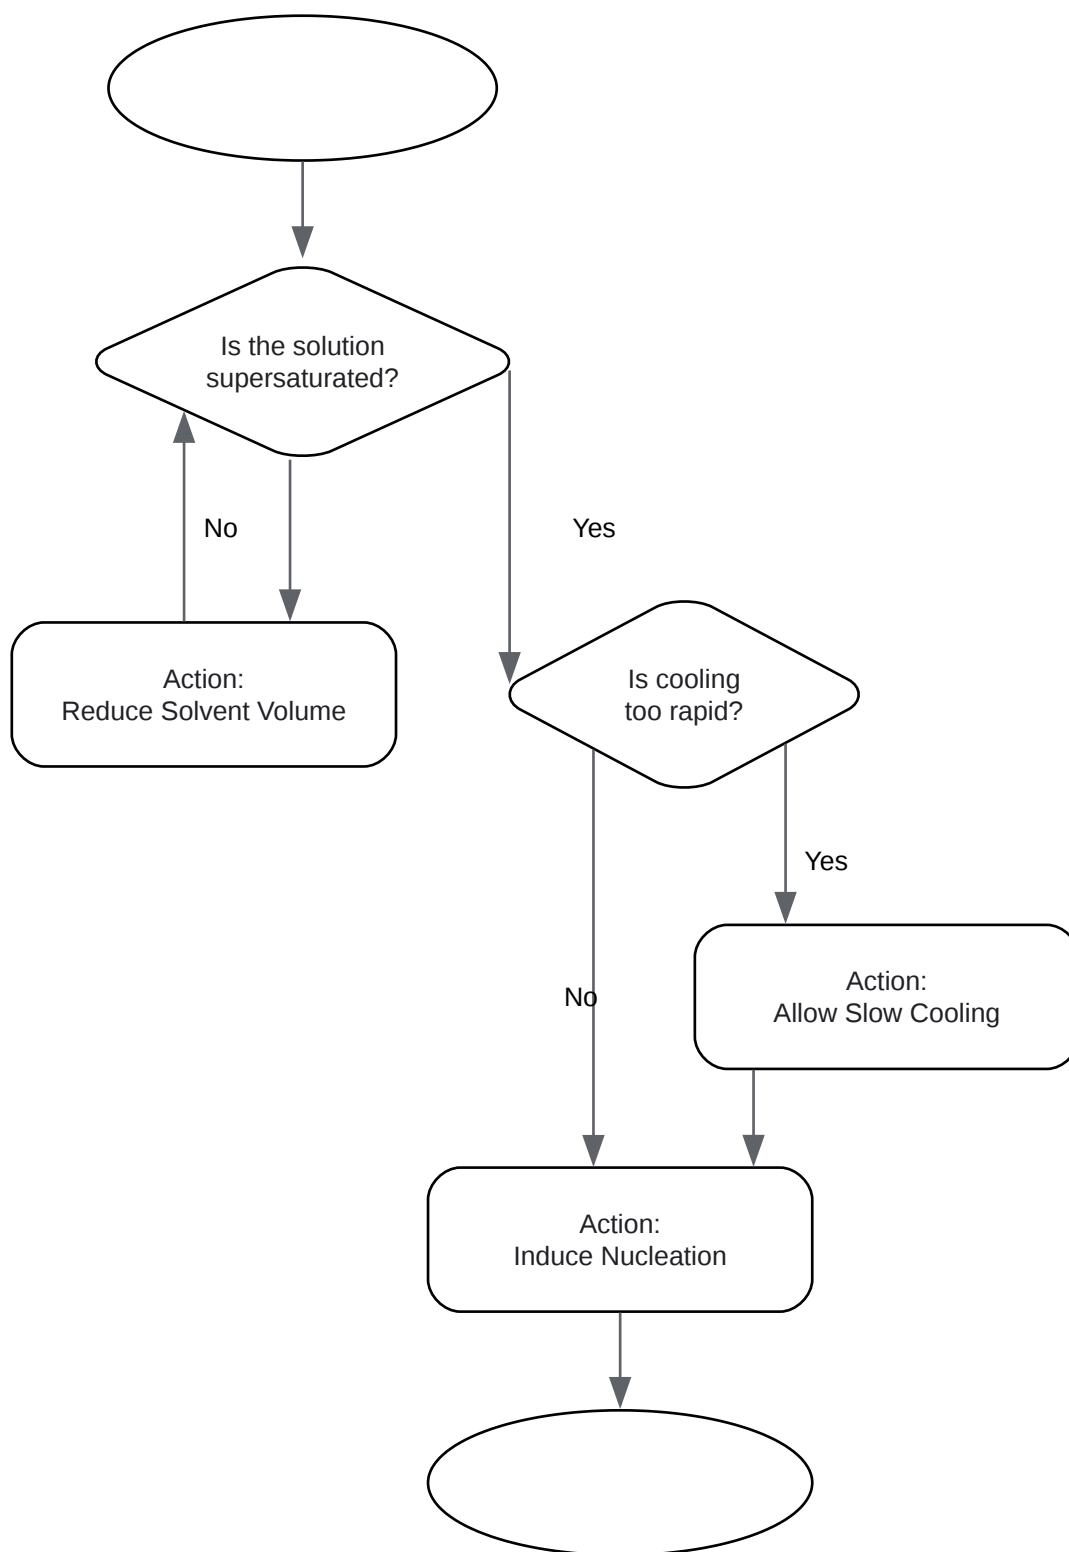 Is the solution
supersaturated?
No
Yes
Action:
Reduce Solvent Volume
Is cooling
too rapid?
Yes
No
Action:
Allow Slow Cooling
Action:
Induce Nucleation